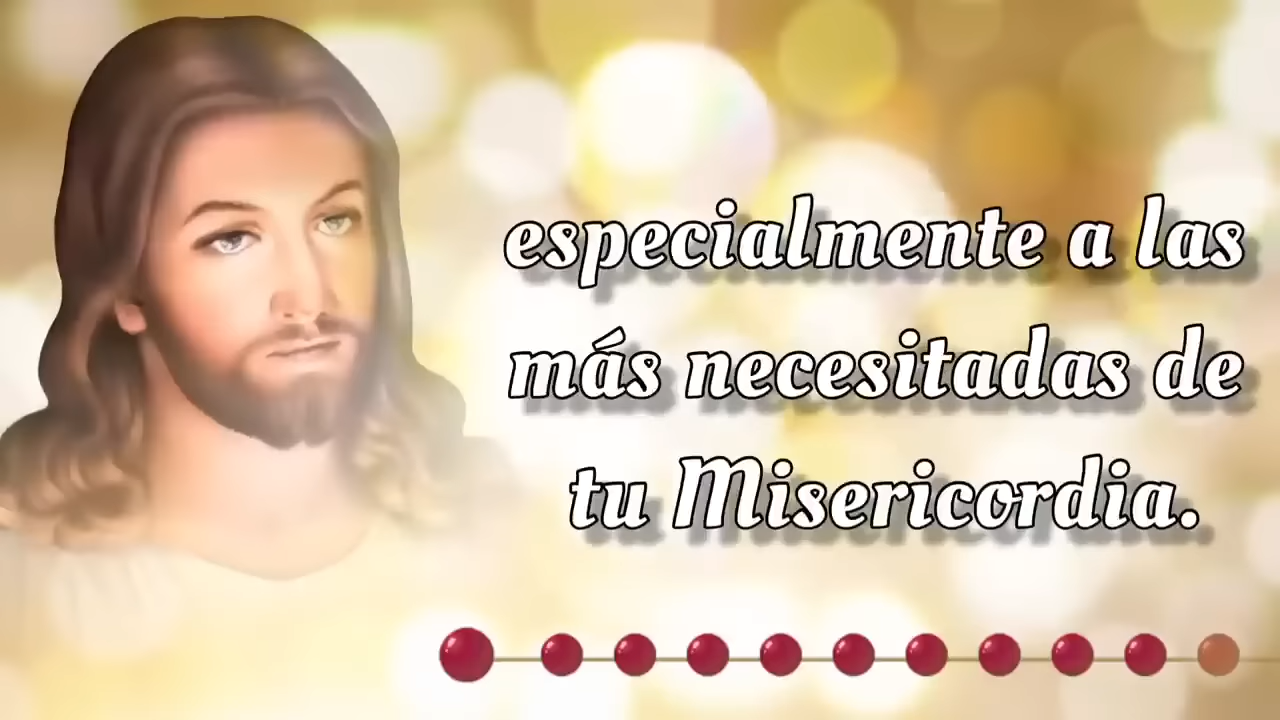 especialmente a las
más necesitadas de
tu Misericordia.